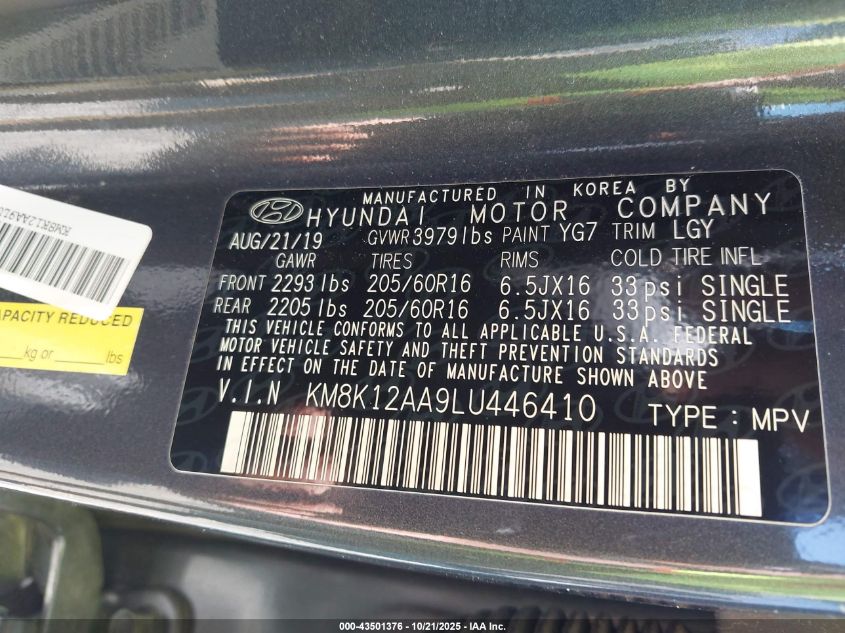 MANUFACTURED IN KOREA BY
HYUNDAI MOTOR COMPANY
AUG/21/19 GVWR 3979 lbs PAINT YG7 TRIM LGY
GAWR TIRES RIMS COLD TIRE INFL
FRONT 2293 lbs 205/60R16 6.5JX16 33 psi SINGLE
REAR 2205 lbs 205/60R16 6.5JX16 33 psi SINGLE
THIS VEHICLE CONFORMS TO ALL APPLICABLE U.S.A. FEDERAL
MOTOR VEHICLE SAFETY AND THEFT PREVENTION STANDARDS
IN EFFECT ON THE DATE OF MANUFACTURE SHOWN ABOVE
V.I.N KM8K12AA9LU446410 TYPE : MPV
CAPACITY REDUCED
kg or lbs
000-43501376 - 10/21/2025 - IAA Inc.